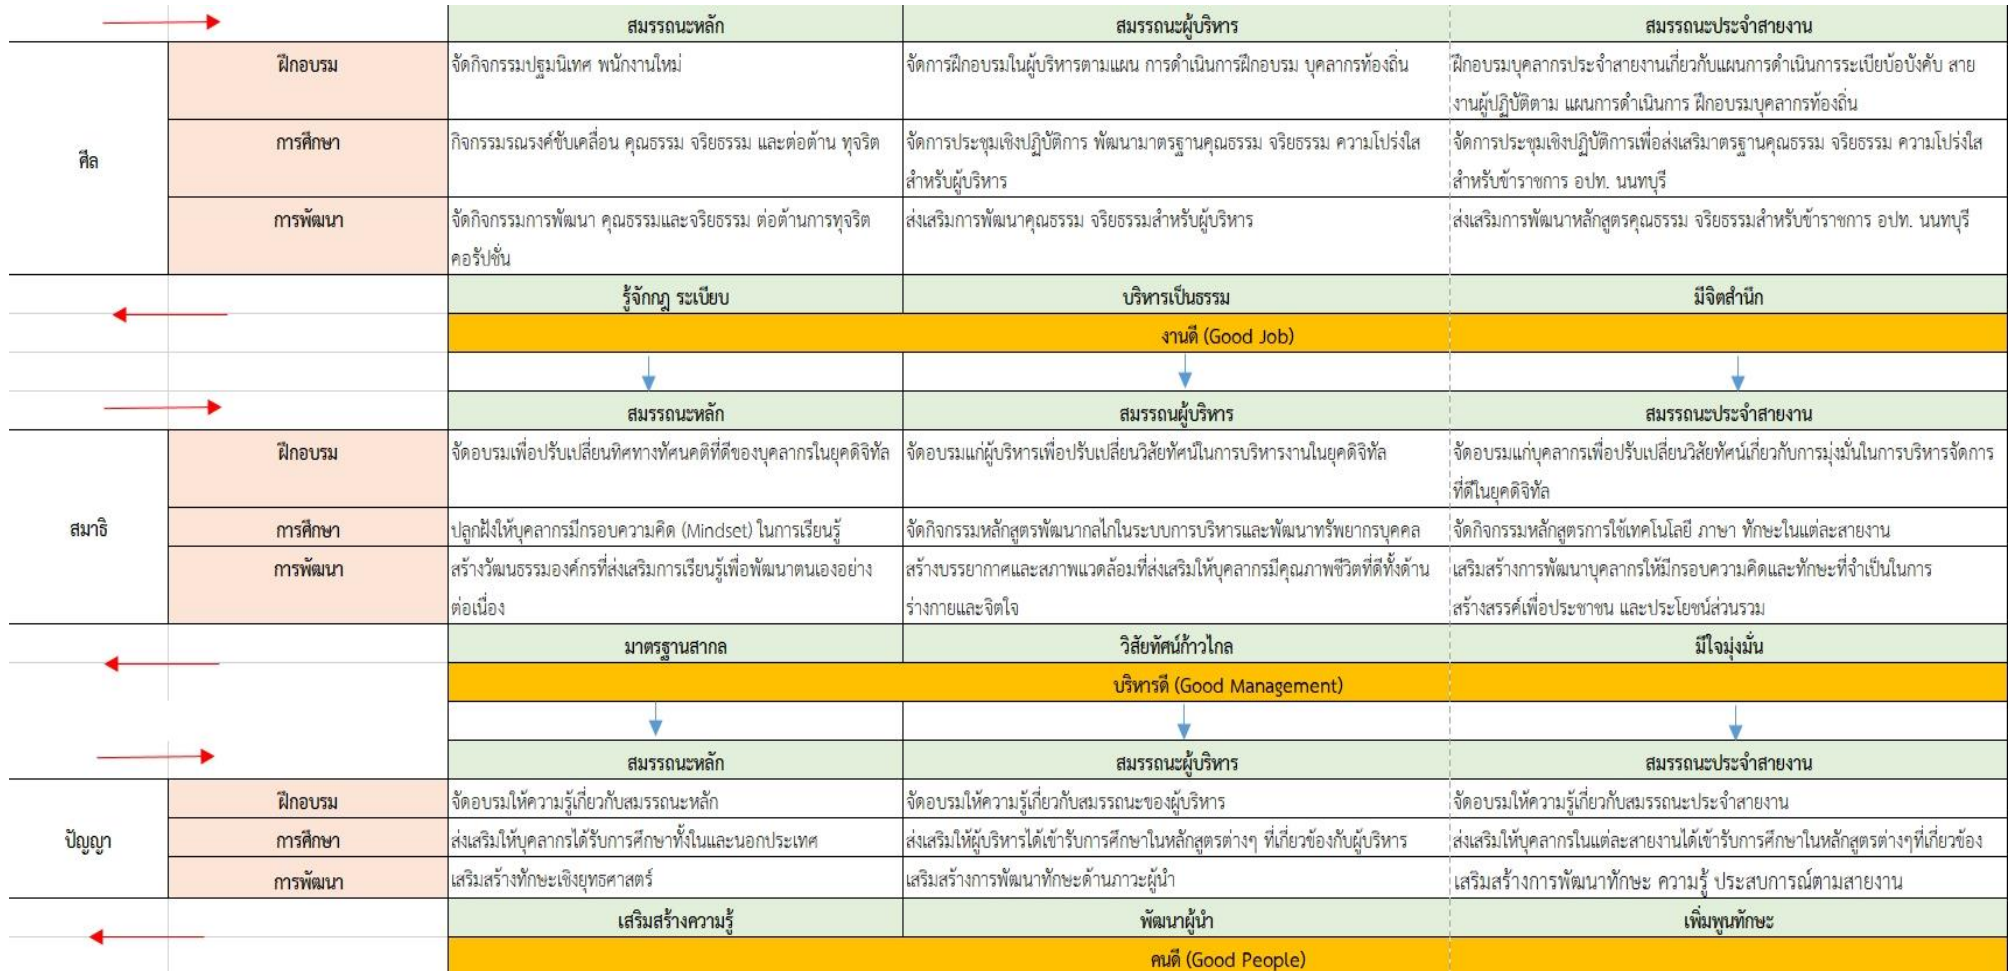 สมรรถนะหลัก สมรรถนะผู้บริหาร สมรรถนะประจำสายงาน
ศีล
ฝึกอบรม
จัดกิจกรรมปฐมนิเทศ พนักงานใหม่
จัดการฝึกอบรมในผู้บริหารตามแผน การดำเนินการฝึกอบรม บุคลากรท้องถิ่น
ฝึกอบรมบุคลากรประจำสายงานเกี่ยวกับแผนการดำเนินการระเบียบ้อบังคับ สาย
งานผู้ปฏิบัติตาม แผนการดำเนินการ ฝึกอบรมบุคลากรท้องถิ่น
การศึกษา
กิจกรรมรณรงค์ขับเคลื่อน คุณธรรม จริยธรรม และต่อต้าน ทุจริต
จัดการประชุมเชิงปฏิบัติการ พัฒนามาตรฐานคุณธรรม จริยธรรม ความโปร่งใส
สำหรับผู้บริหาร
จัดการประชุมเชิงปฏิบัติการเพื่อส่งเสริมาตรฐานคุณธรรม จริยธรรม ความโปร่งใส
สำหรับข้าราชการ อปท. นนทบุรี
การพัฒนา
จัดกิจกรรมการพัฒนา คุณธรรมและจริยธรรม ต่อต้านการทุจริต
คอรัปชั่น
ส่งเสริมการพัฒนาคุณธรรม จริยธรรมสำหรับผู้บริหาร
ส่งเสริมการพัฒนาหลักสูตรคุณธรรม จริยธรรมสำหรับข้าราชการ อปท. นนทบุรี
รู้จักกฎ ระเบียบ บริหารเป็นธรรม มีจิตสำนึก
งานดี (Good Job)
สมรรถนะหลัก สมรรถนผู้บริหาร สมรรถนะประจำสายงาน
สมาธิ
ฝึกอบรม
จัดอบรมเพื่อปรับเปลี่ยนทิศทางทัศนคติที่ดีของบุคลากรในยุคดิจิทัล
จัดอบรมแก่ผู้บริหารเพื่อปรับเปลี่ยนวิสัยทัศน์ในการบริหารงานในยุคดิจิทัล
จัดอบรมแก่บุคลากรเพื่อปรับเปลี่ยนวิสัยทัศน์เกี่ยวกับการมุ่งมั่นในการบริหารจัดการ
ที่ดีในยุคดิจิทัล
การศึกษา
ปลูกฝังให้บุคลากรมีกรอบความคิด (Mindset) ในการเรียนรู้
จัดกิจกรรมหลักสูตรพัฒนากลไกในระบบการบริหารและพัฒนาทรัพยากรบุคคล
จัดกิจกรรมหลักสูตรการใช้เทคโนโลยี ภาษา ทักษะในแต่ละสายงาน
การพัฒนา
สร้างวัฒนธรรมองค์กรที่ส่งเสริมการเรียนรู้เพื่อพัฒนาตนเองอย่าง
ต่อเนื่อง
สร้างบรรยากาศและสภาพแวดล้อมที่ส่งเสริมให้บุคลากรมีคุณภาพชีวิตที่ดีทั้งด้าน
ร่างกายและจิตใจ
เสริมสร้างการพัฒนาบุคลากรให้มีกรอบความคิดและทักษะที่จำเป็นในการ
สร้างสรรค์เพื่อประชาชน และประโยชน์ส่วนรวม
มาตรฐานสากล วิสัยทัศน์ก้าวไกล มีใจมุ่งมั่น
บริหารดี (Good Management)
สมรรถนะหลัก สมรรถนะผู้บริหาร สมรรถนะประจำสายงาน
ปัญญา
ฝึกอบรม
จัดอบรมให้ความรู้เกี่ยวกับสมรรถนะหลัก
จัดอบรมให้ความรู้เกี่ยวกับสมรรถนะของผู้บริหาร
จัดอบรมให้ความรู้เกี่ยวกับสมรรถนะประจำสายงาน
การศึกษา
ส่งเสริมให้บุคลากรได้รับการศึกษาทั้งในและนอกประเทศ
ส่งเสริมให้ผู้บริหารได้เข้ารับการศึกษาในหลักสูตรต่างๆ ที่เกี่ยวข้องกับผู้บริหาร
ส่งเสริมให้บุคลากรในแต่ละสายงานได้เข้ารับการศึกษาในหลักสูตรต่างๆที่เกี่ยวข้อง
การพัฒนา
เสริมสร้างทักษะเชิงยุทธศาสตร์
เสริมสร้างการพัฒนาทักษะด้านภาวะผู้นำ
เสริมสร้างการพัฒนาทักษะ ความรู้ ประสบการณ์ตามสายงาน
เสริมสร้างความรู้ พัฒนาผู้นำ เพิ่มพูนทักษะ
คนดี (Good People)